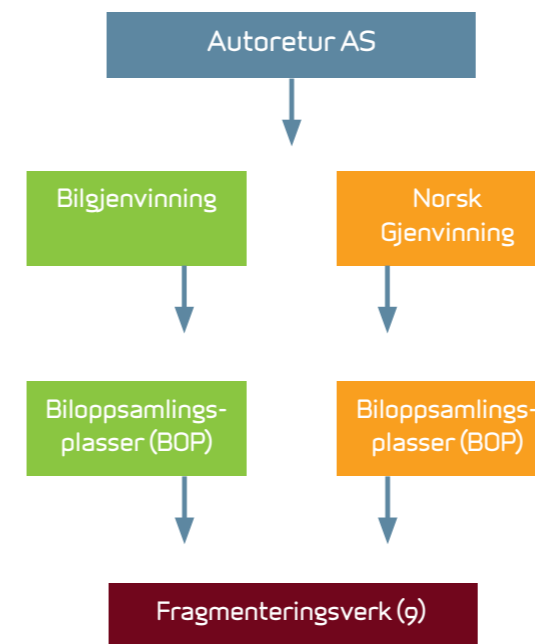 Autoretur AS
Bilgjenvinning
Norsk
Gjenvinning
Biloppsamlings-
plasser (BOP)
Biloppsamlings-
plasser (BOP)
Fragmenteringsverk (9)